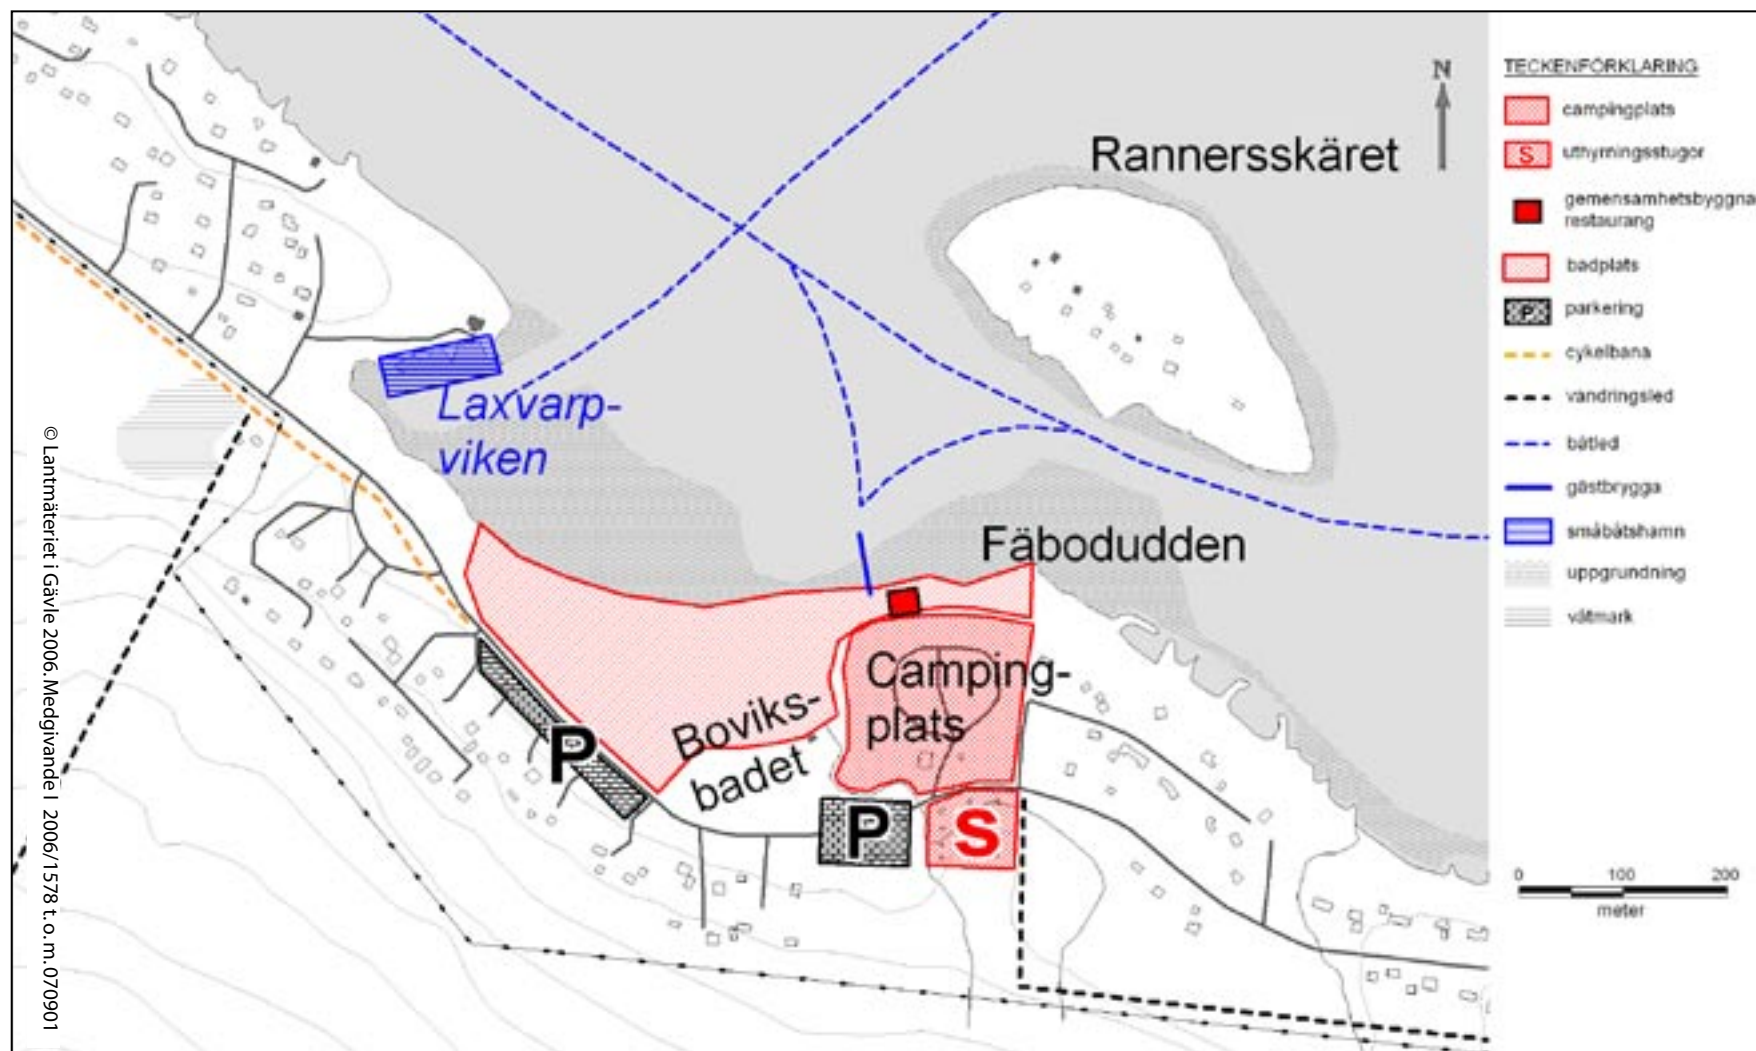 Rannersskäret
N
Laxvarp-
viken
Fäbodudden
Camping-
plats
Boviks-
badet
P
P
S
TECKENFÖRKLARING
campingplats
S uthyrningsstugor
gemensamhetsbyggna
restaurang
badplats
P parkering
cykelbana
vandringsled
båtled
gästbrygga
småbåtshamn
uppgrundning
våtmark
0 100 200
meter
© Lantmäteriet i Gävle 2006. Medgivande I 2006/1578 t.o.m.070901